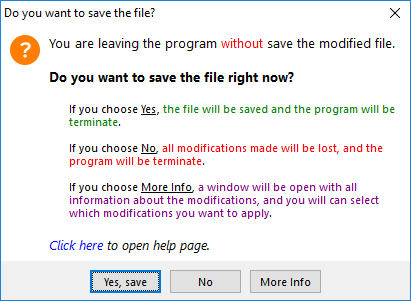 Do you want to save the file?
You are leaving the program without save the modified file.
Do you want to save the file right now?
If you choose Yes, the file will be saved and the program will be
terminate.
If you choose No, all modifications made will be lost, and the
program will be terminate.
If you choose More Info, a window will be open with all
information about the modifications, and you will can select
which modifications you want to apply.
Click here to open help page.
Yes, save
No
More Info